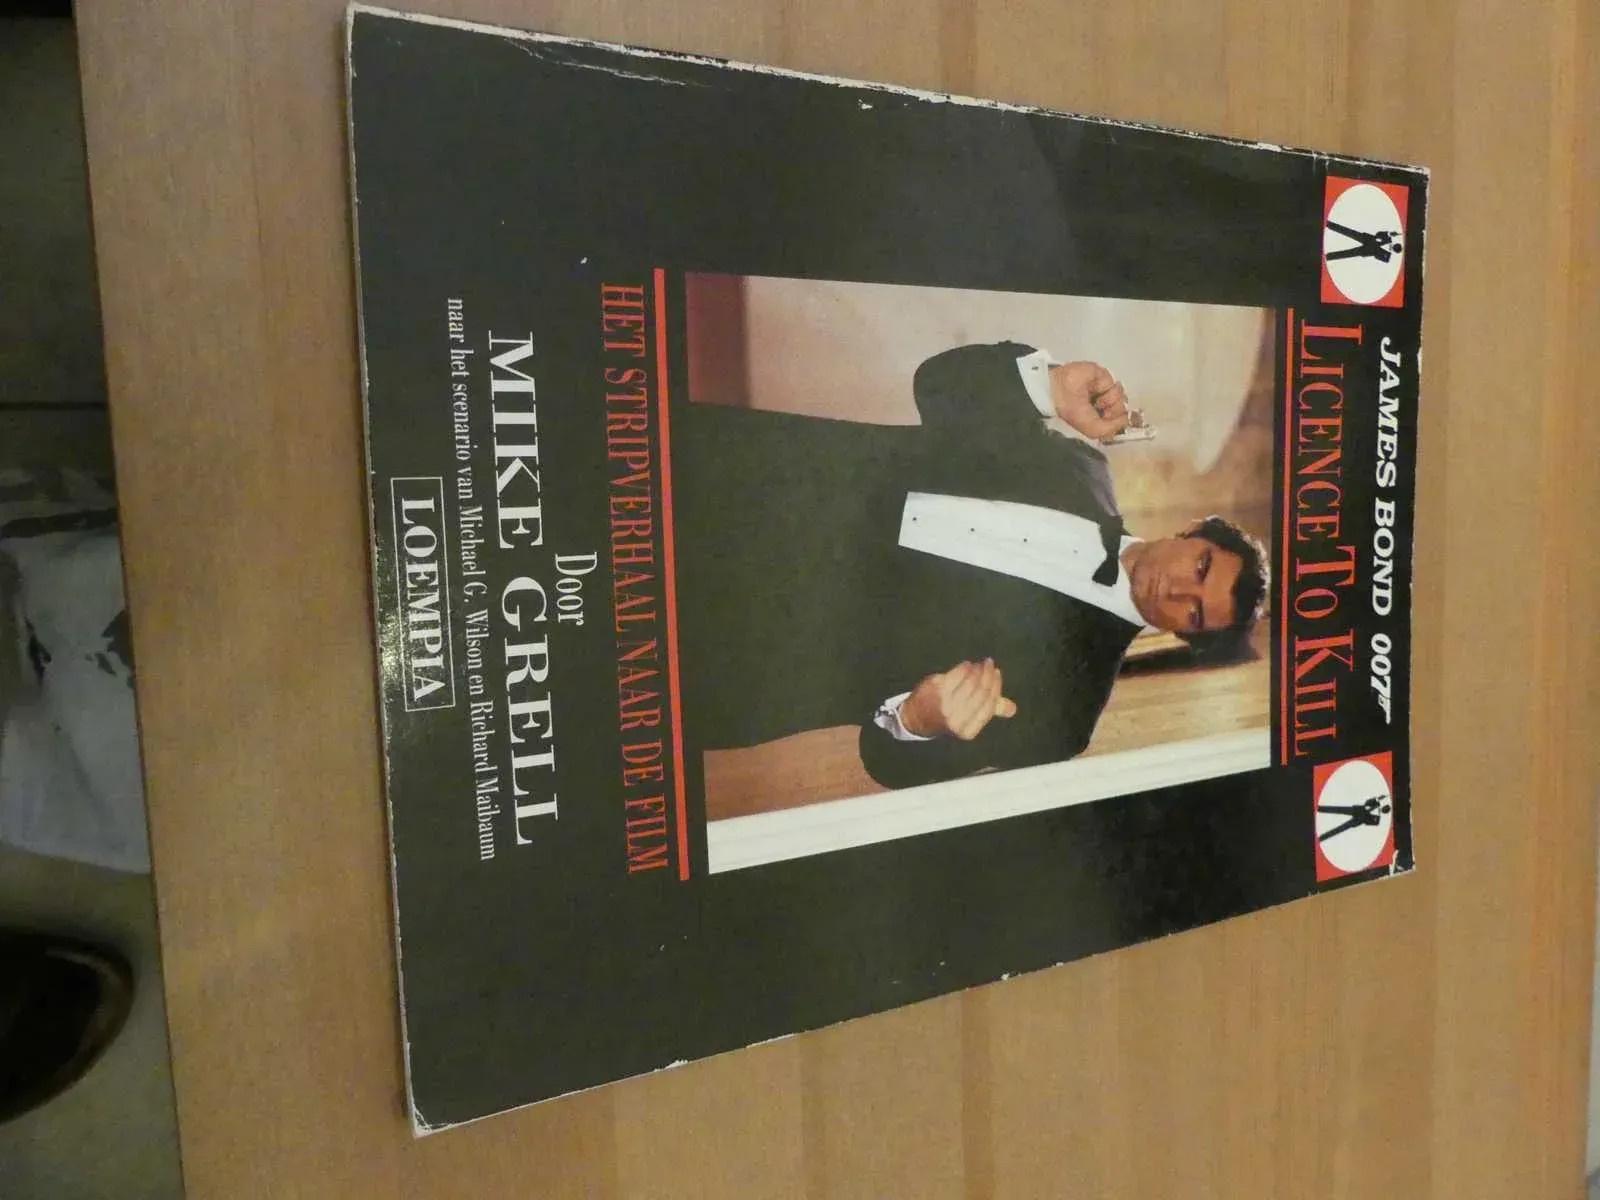 JAMES BOND 007
LICENCE TO KILL
HET STRIPVERHAAL NAAR DE FILM
Door
MIKE GRELL
naar het scenario van Michael G. Wilson en Richard Maibaum
LOEMPIA